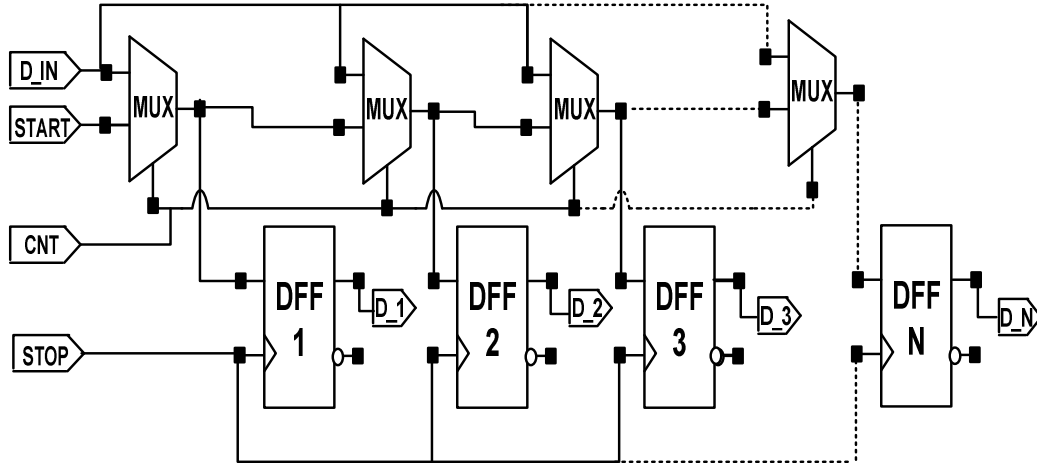 D_IN
START
CNT
STOP
MUX
MUX
MUX
MUX
DFF
1
D_1
DFF
2
D_2
DFF
3
D_3
DFF
N
D_N